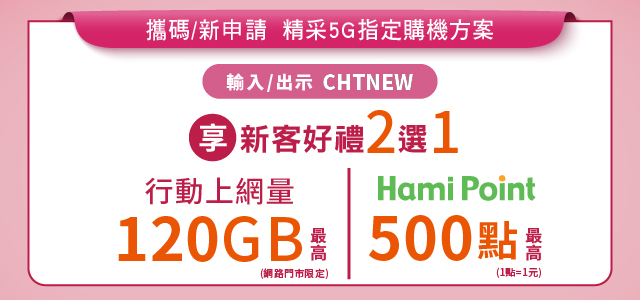 攜碼/新申請 精采5G指定購機方案
輸入/出示 CHTNEW
享 新客好禮2選1
行動上網量
120GB 最高
(網路門市限定)
Hami Point
500點 最高
(1點=1元)